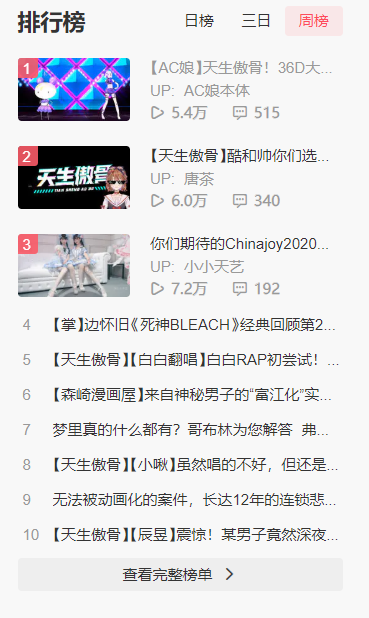 排行榜 日榜 三日 周榜
1
【AC娘】天生傲骨！36D大...
UP: AC娘本体
5.4万 515
2
天生傲骨
【天生傲骨】酷和帅你们选...
UP: 唐茶
6.0万 340
3
你们期待的Chinajoy2020...
UP: 小小天艺
7.2万 192
4 【掌】边怀旧《死神BLEACH》经典回顾第2...
5 【天生傲骨】【白白翻唱】白白RAP初尝试！...
6 【森崎漫画屋】来自神秘男子的“富江化”实...
7 梦里真的什么都有？哥布林为您解答 弗...
8 【天生傲骨】【小啾】虽然唱的不好，但还是...
9 无法被动画化的案件，长达12年的连锁悲...
10 【天生傲骨】【辰昱】震惊！某男子竟然深夜...
查看完整榜单 >